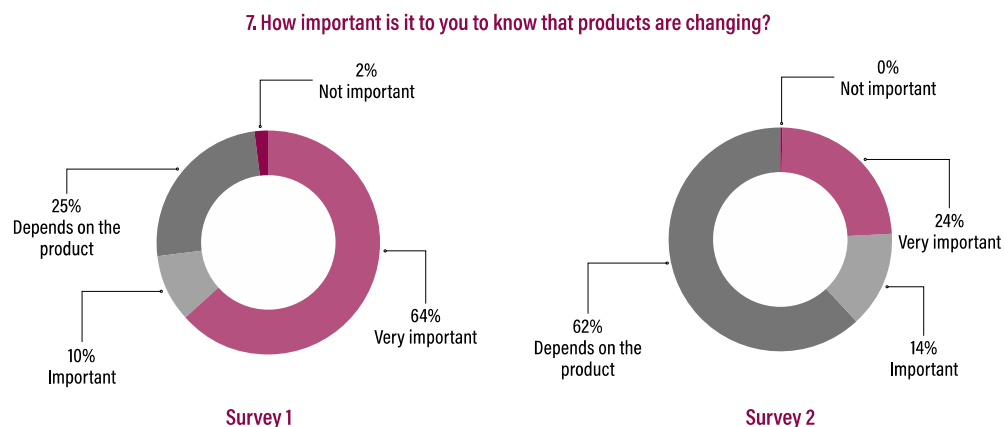 7. How important is it to you to know that products are changing?
2%
Not important
25%
Depends on the
product
10%
Important
64%
Very important
Survey 1
0%
Not important
24%
Very important
62%
Depends on the
product
14%
Important
Survey 2